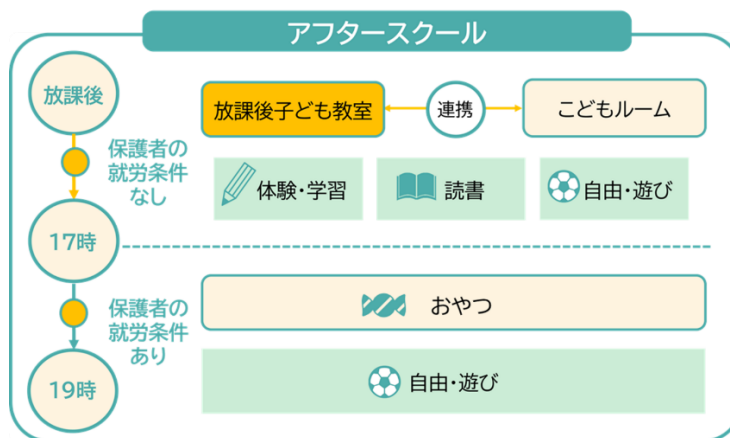 アフタースクール
放課後
保護者の
就労条件
なし
17時
保護者の
就労条件
あり
19時
放課後子ども教室
連携
こどもルーム
体験・学習
読書
自由・遊び
おやつ
自由・遊び